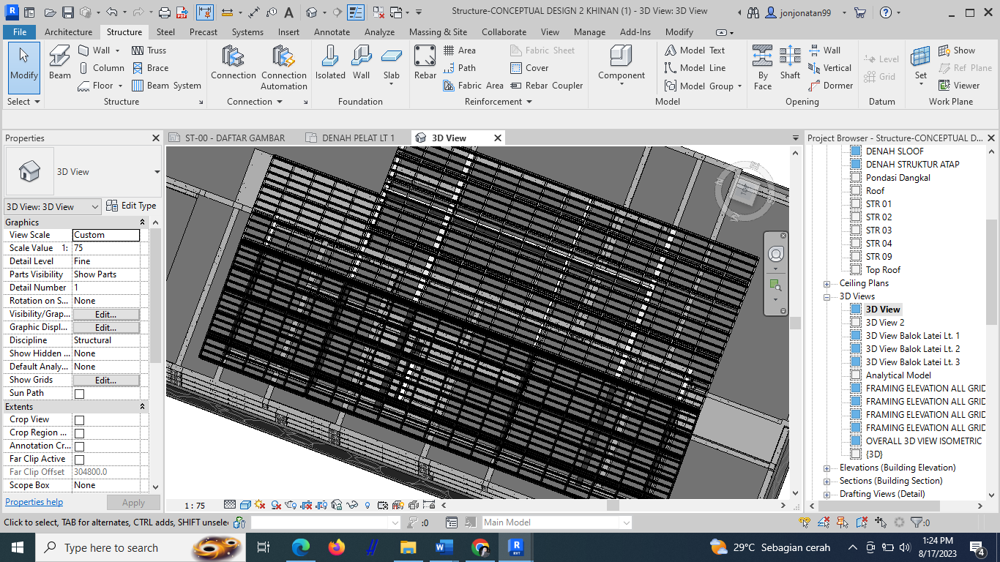 Structure-CONCEPTUAL DESIGN 2 KHINAN (1) - 3D View: 3D View
jonjonatan99
File Architecture Structure Steel Precast Systems Insert Annotate Analyze Massing & Site Collaborate View Manage Add-Ins Modify
Modify
Select
Beam
Wall
Column
Floor
Truss
Brace
Beam System
Structure
Connection
Connection Automation
Connection
Isolated
Wall
Slab
Foundation
Rebar
Area
Path
Fabric Area
Fabric Sheet
Cover
Rebar Coupler
Reinforcement
Component
Model Text
Model Line
Model Group
Model
By Face
Shaft
Wall
Vertical
Dormer
Opening
Level
Grid
Datum
Set
Show
Ref Plane
Viewer
Work Plane
Properties
3D View
3D View: 3D View
Edit Type
Graphics
View Scale Custom
Scale Value 1: 75
Detail Level Fine
Parts Visibility Show Parts
Detail Number 1
Rotation on S... None
Visibility/Grap... Edit...
Graphic Displ... Edit...
Discipline Structural
Show Hidden ... None
Default Analy... None
Show Grids Edit...
Sun Path
Extents
Crop View
Crop Region ...
Annotation Cr...
Far Clip Active
Far Clip Offset 304800.0
Scope Box None
Properties help
Apply
ST-00 - DAFTAR GAMBAR
DENAH PELAT LT 1
3D View
1 : 75
Project Browser - Structure-CONCEPTUAL D...
DENAH SLOOF
DENAH STRUKTUR ATAP
Pondasi Dangkal
Roof
STR 01
STR 02
STR 03
STR 04
STR 09
Top Roof
Ceiling Plans
3D Views
3D View
3D View 2
3D View Balok Latei Lt. 1
3D View Balok Latei Lt. 2
3D View Balok Latei Lt. 3
Analytical Model
FRAMING ELEVATION ALL GRID
FRAMING ELEVATION ALL GRID
FRAMING ELEVATION ALL GRID
FRAMING ELEVATION ALL GRID
OVERALL 3D VIEW ISOMETRIC
{3D}
Elevations (Building Elevation)
Sections (Building Section)
Drafting Views (Detail)
Click to select, TAB for alternates, CTRL adds, SHIFT unsele
:0
Main Model
:0
Type here to search
29°C Sebagian cerah
1:24 PM
8/17/2023
4